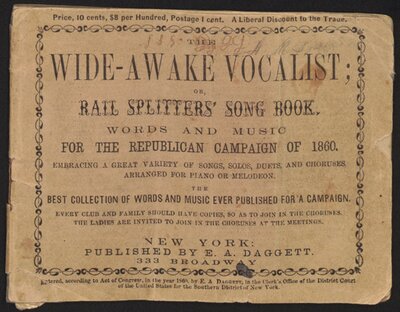 Price, 10 cents, $8 per Hundred, Postage 1 cent. A Liberal Discount to the Trade.
THE
WIDE-AWAKE VOCALIST;
OR,
RAIL SPLITTERS' SONG BOOK.
WORDS AND MUSIC
FOR THE REPUBLICAN CAMPAIGN OF 1860.
EMBRACING A GREAT VARIETY OF SONGS, SOLOS, DUETS, AND CHORUSES,
ARRANGED FOR PIANO OR MELODEON.
THE
BEST COLLECTION OF WORDS AND MUSIC EVER PUBLISHED FOR A CAMPAIGN.
EVERY CLUB AND FAMILY SHOULD HAVE COPIES, SO AS TO JOIN IN THE CHORUSES.
THE LADIES ARE INVITED TO JOIN IN THE CHORUSES AT THE MEETINGS.
NEW YORK:
PUBLISHED BY E. A. DAGGETT,
333 BROADWAY.
Entered, according to Act of Congress, in the year 1860, by E. A. DAGGETT, in the Clerk's Office of the District Court
of the United States for the Southern District of New York.